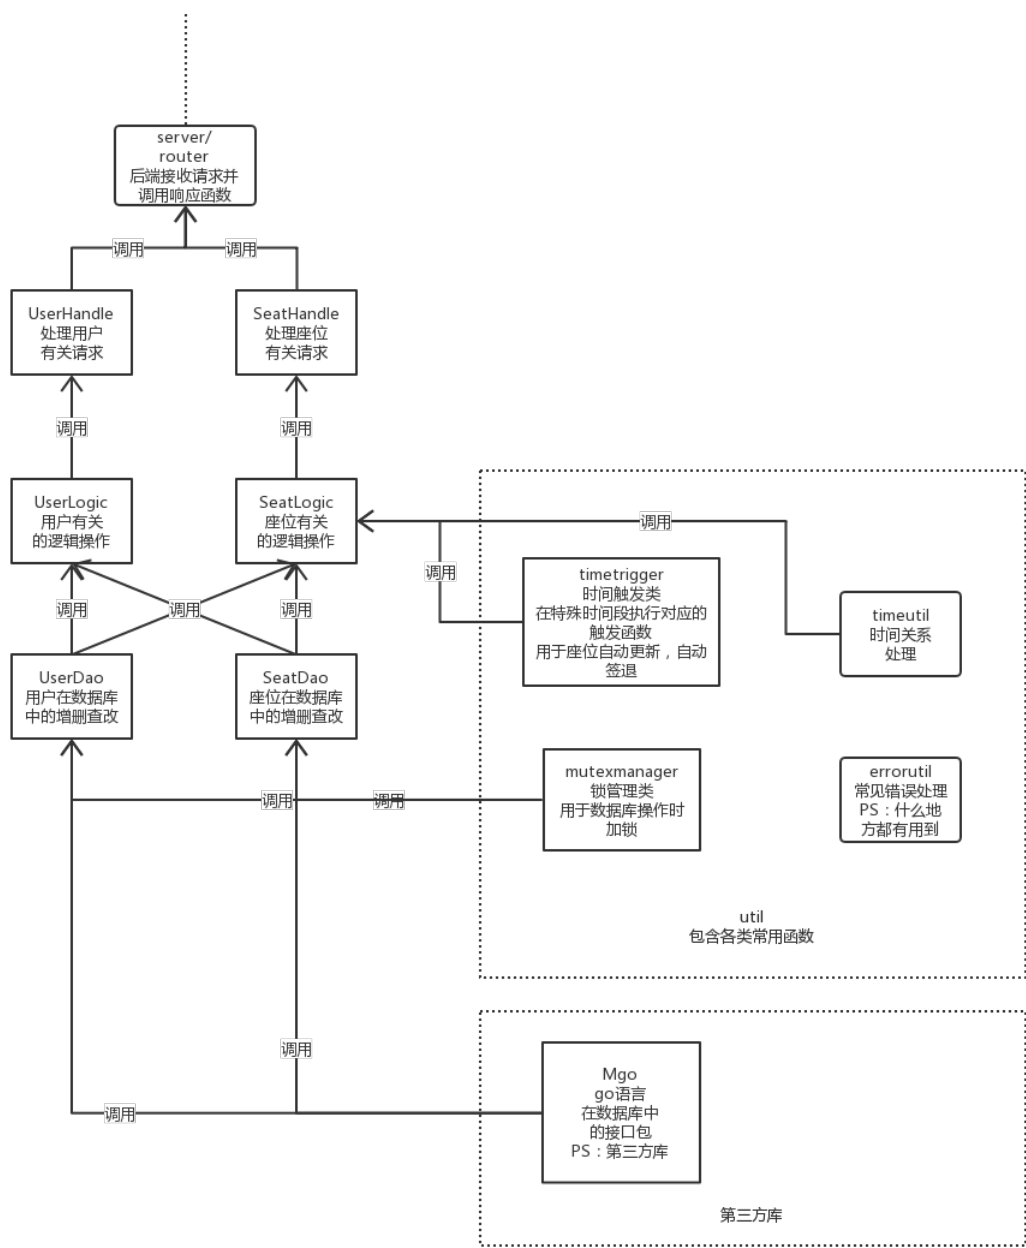 server/
router
后端接收请求并
调用响应函数
调用
调用
UserHandle
处理用户
有关请求
SeatHandle
处理座位
有关请求
调用
调用
UserLogic
用户有关
的逻辑操作
SeatLogic
座位有关
的逻辑操作
调用
调用
timetrigger
时间触发类
在特殊时间段执行对应的
触发函数
用于座位自动更新，自动
签退
timeutil
时间关系
处理
调用
调用
调用
UserDao
用户在数据库
中的增删查改
SeatDao
座位在数据库
中的增删查改
mutexmanager
锁管理类
用于数据库操作时
加锁
errorutil
常见错误处理
PS：什么地
方都有用到
调用
调用
util
包含各类常用函数
调用
调用
Mgo
go语言
在数据库中
的接口包
PS：第三方库
第三方库